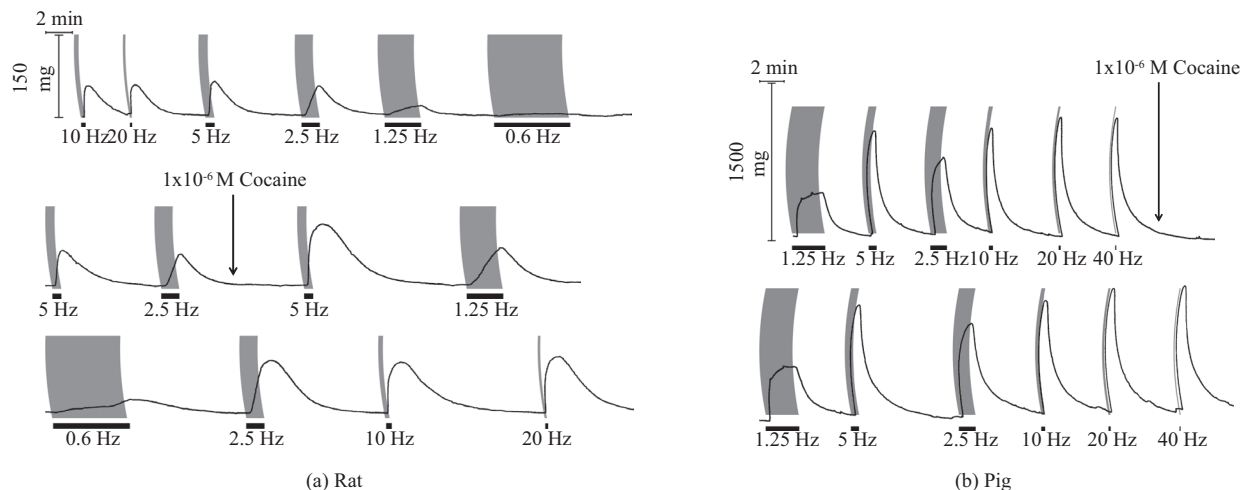 2 min
150
mg
10 Hz 20 Hz 5 Hz 2.5 Hz 1.25 Hz 0.6 Hz
1x10⁻⁶ M Cocaine
5 Hz 2.5 Hz 5 Hz 1.25 Hz
0.6 Hz 2.5 Hz 10 Hz 20 Hz
(a) Rat
1x10⁻⁶ M Cocaine
2 min
1500
mg
1.25 Hz 5 Hz 2.5 Hz 10 Hz 20 Hz 40 Hz
1.25 Hz 5 Hz 2.5 Hz 10 Hz 20 Hz 40 Hz
(b) Pig